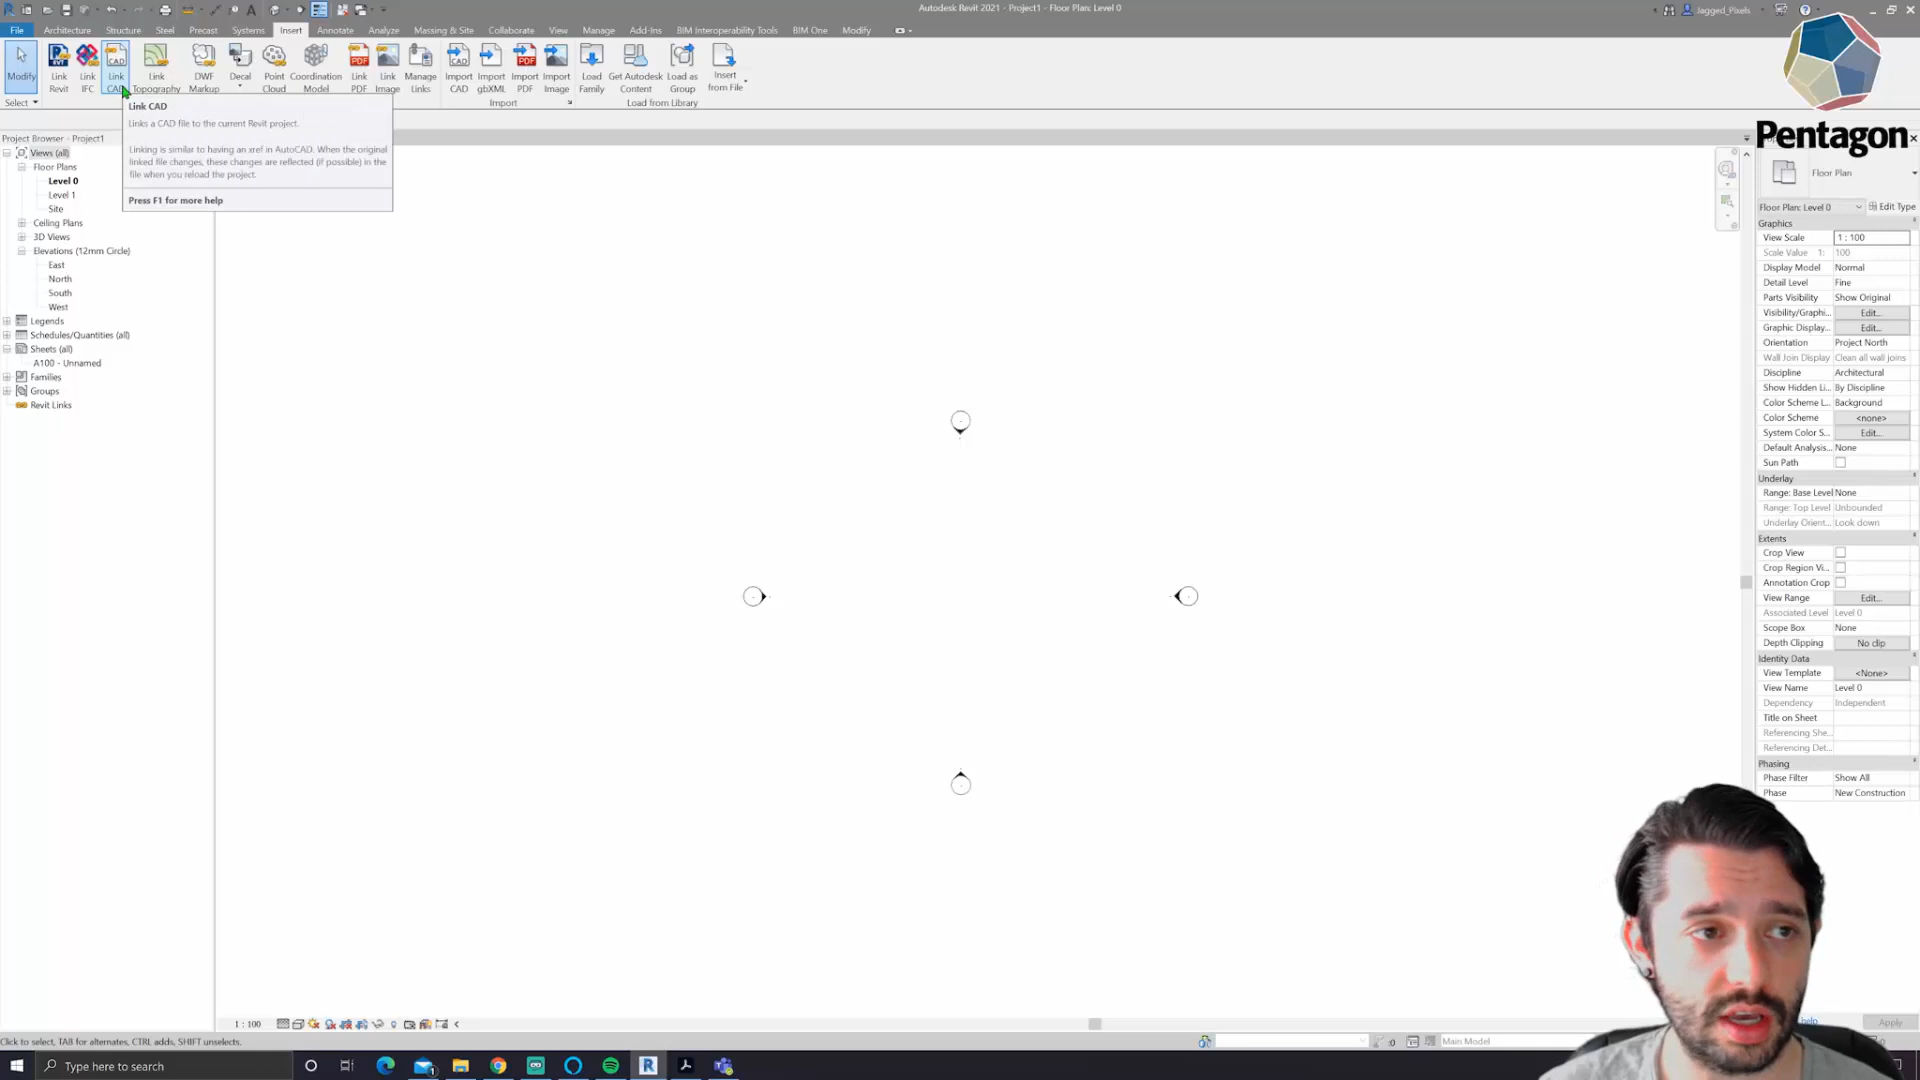 Autodesk Revit 2021 - Project1 - Floor Plan: Level 0
Jagged_Pixels
File Architecture Structure Steel Precast Systems Insert Annotate Analyze Massing & Site Collaborate View Manage Add-Ins BIM Interoperability Tools BIM One Modify
Modify
Link Revit
Link IFC
Link CAD
Link Topography
DWF Markup
Decal
Point Cloud
Coordination Model
Link PDF
Link Image
Manage Links
Import CAD
Import gbXML
Import PDF
Import Image
Load Family
Get Autodesk Content
Load as Group
Insert from File
Select
Import
Load from Library
Link CAD
Links a CAD file to the current Revit project.
Linking is similar to having an xref in AutoCAD. When the original
linked file changes, these changes are reflected (if possible) in the
file when you reload the project.
Press F1 for more help
Project Browser - Project1
Views (all)
Floor Plans
Level 0
Level 1
Site
Ceiling Plans
3D Views
Elevations (12mm Circle)
East
North
South
West
Legends
Schedules/Quantities (all)
Sheets (all)
A100 - Unnamed
Families
Groups
Revit Links
Pentagon
Floor Plan
Floor Plan: Level 0 Edit Type
Graphics
View Scale 1 : 100
Scale Value 1: 100
Display Model Normal
Detail Level Fine
Parts Visibility Show Original
Visibility/Graphi... Edit...
Graphic Display... Edit...
Orientation Project North
Wall Join Display Clean all wall joins
Discipline Architectural
Show Hidden Li... By Discipline
Color Scheme L... Background
Color Scheme <none>
System Color S... Edit...
Default Analysis... None
Sun Path
Underlay
Range: Base Level None
Range: Top Level Unbounded
Underlay Orient... Look down
Extents
Crop View
Crop Region Vi...
Annotation Crop
View Range Edit...
Associated Level Level 0
Scope Box None
Depth Clipping No clip
Identity Data
View Template <None>
View Name Level 0
Dependency Independent
Title on Sheet
Referencing She...
Referencing Det...
Phasing
Phase Filter Show All
Phase New Construction
help
Apply
1 : 100
Click to select, TAB for alternates, CTRL adds, SHIFT unselects.
:0
Main Model
Type here to search